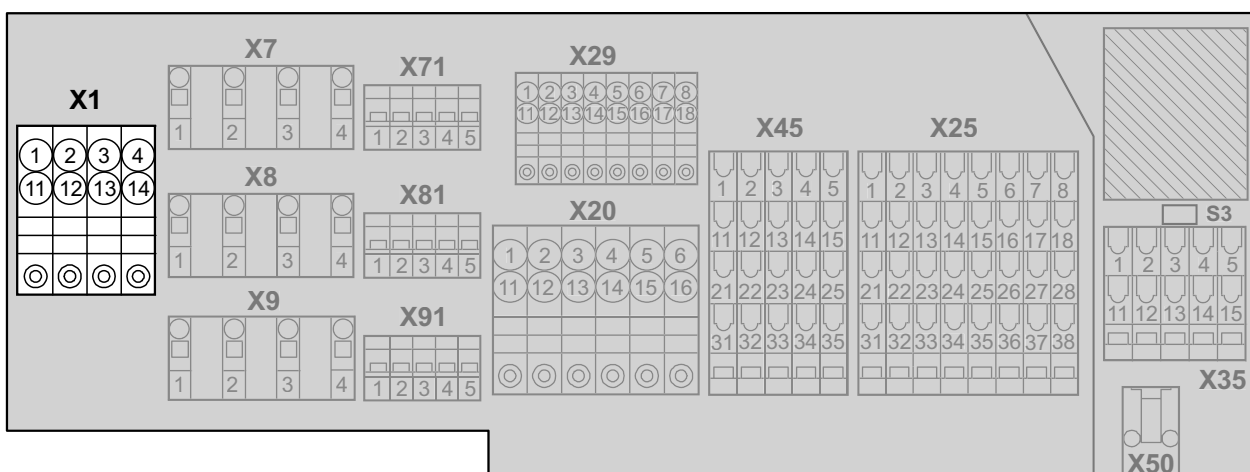 X1
1 2 3 4
11 12 13 14
X7
1 2 3 4
X8
1 2 3 4
X9
1 2 3 4
X71
1 2 3 4 5
X81
1 2 3 4 5
X91
1 2 3 4 5
X29
1 2 3 4 5 6 7 8
11 12 13 14 15 16 17 18
X20
1 2 3 4 5 6
11 12 13 14 15 16
X45
1 2 3 4 5
11 12 13 14 15
21 22 23 24 25
31 32 33 34 35
X25
1 2 3 4 5 6 7 8
11 12 13 14 15 16 17 18
21 22 23 24 25 26 27 28
31 32 33 34 35 36 37 38
S3
1 2 3 4 5
11 12 13 14 15
X35
X50